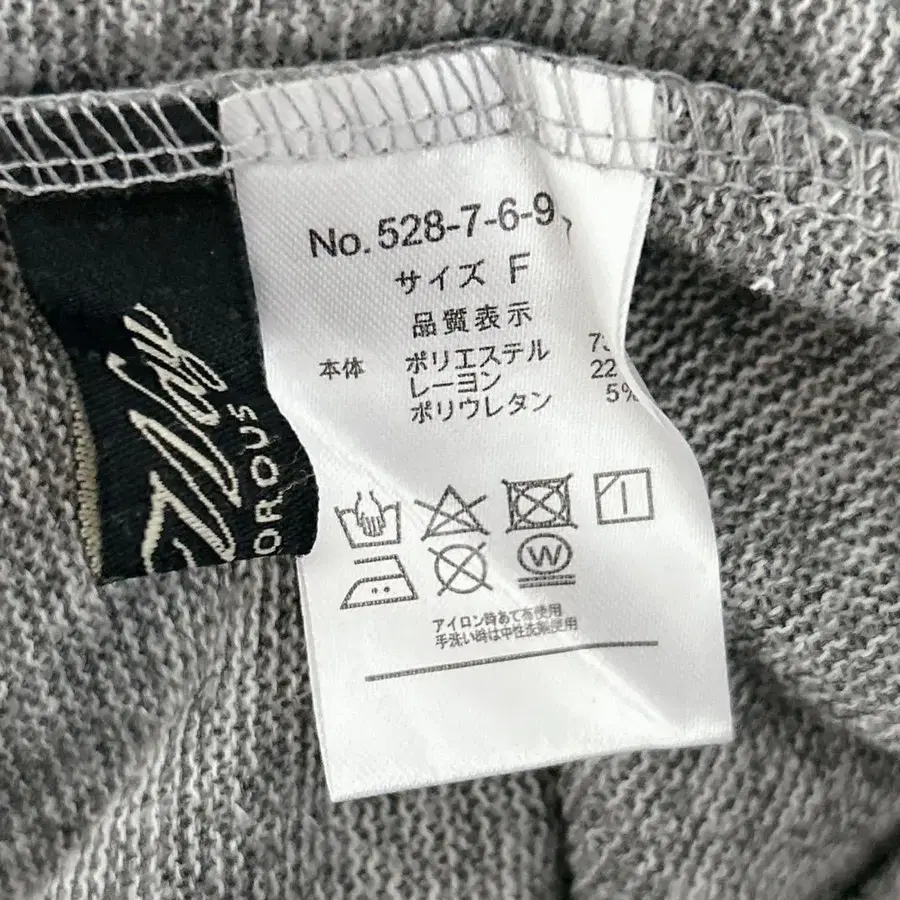 No. 528-7-6-9
サイズ F
品質表示
本体 ポリエステル
レーヨン 22
ポリウレタン 5%
W
アイロン時あて布使用
手洗い時は中性洗剤使用
OROUS